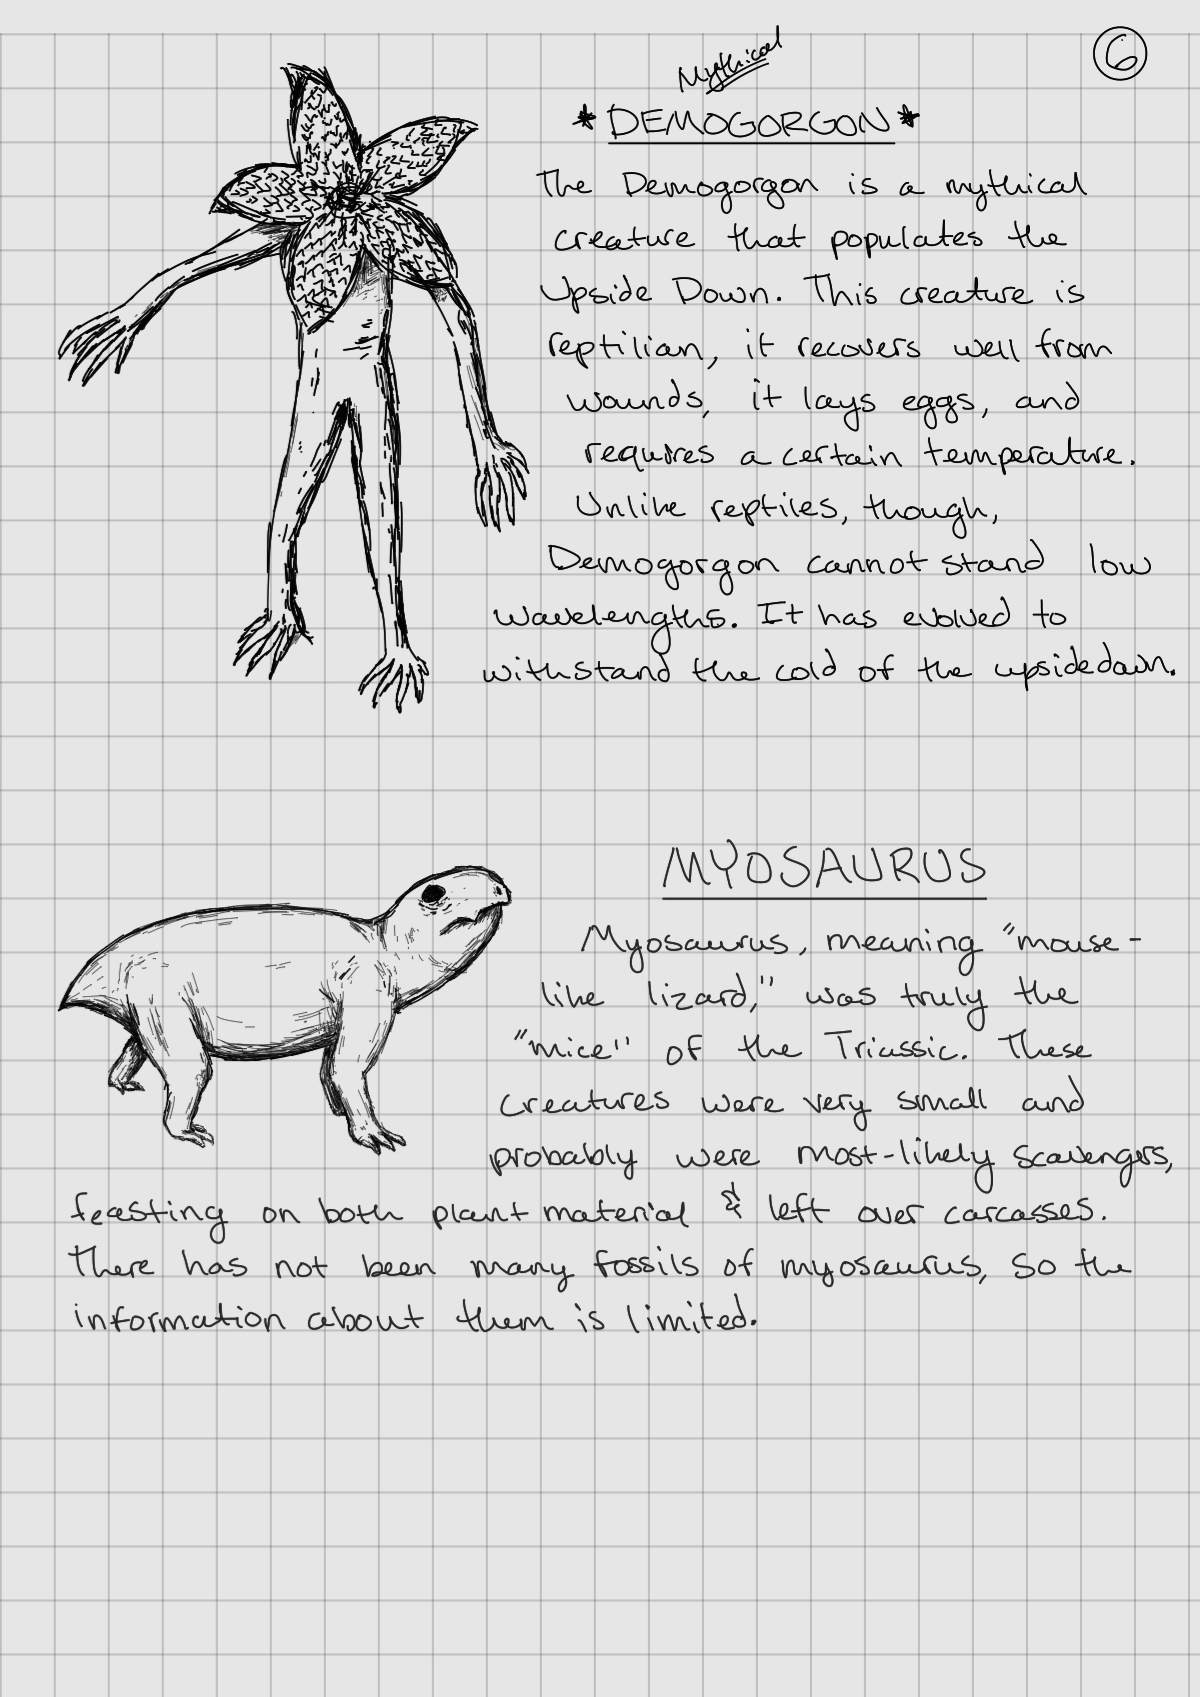 6
Mythical
*DEMOGORGON*
The Demogorgon is a mythical
creature that populates the
Upside Down. This creature is
reptilian, it recovers well from
wounds, it lays eggs, and
requires a certain temperature.
Unlike reptiles, though,
Demogorgon cannot stand low
wavelengths. It has evolved to
withstand the cold of the upsidedown.
MYOSAURUS
Myosaurus, meaning "mouse-
like lizard," was truly the
"mice" of the Triassic. These
creatures were very small and
probably were most-likely scavengers,
feasting on both plant material & left over carcasses.
There has not been many fossils of myosaurus, so the
information about them is limited.